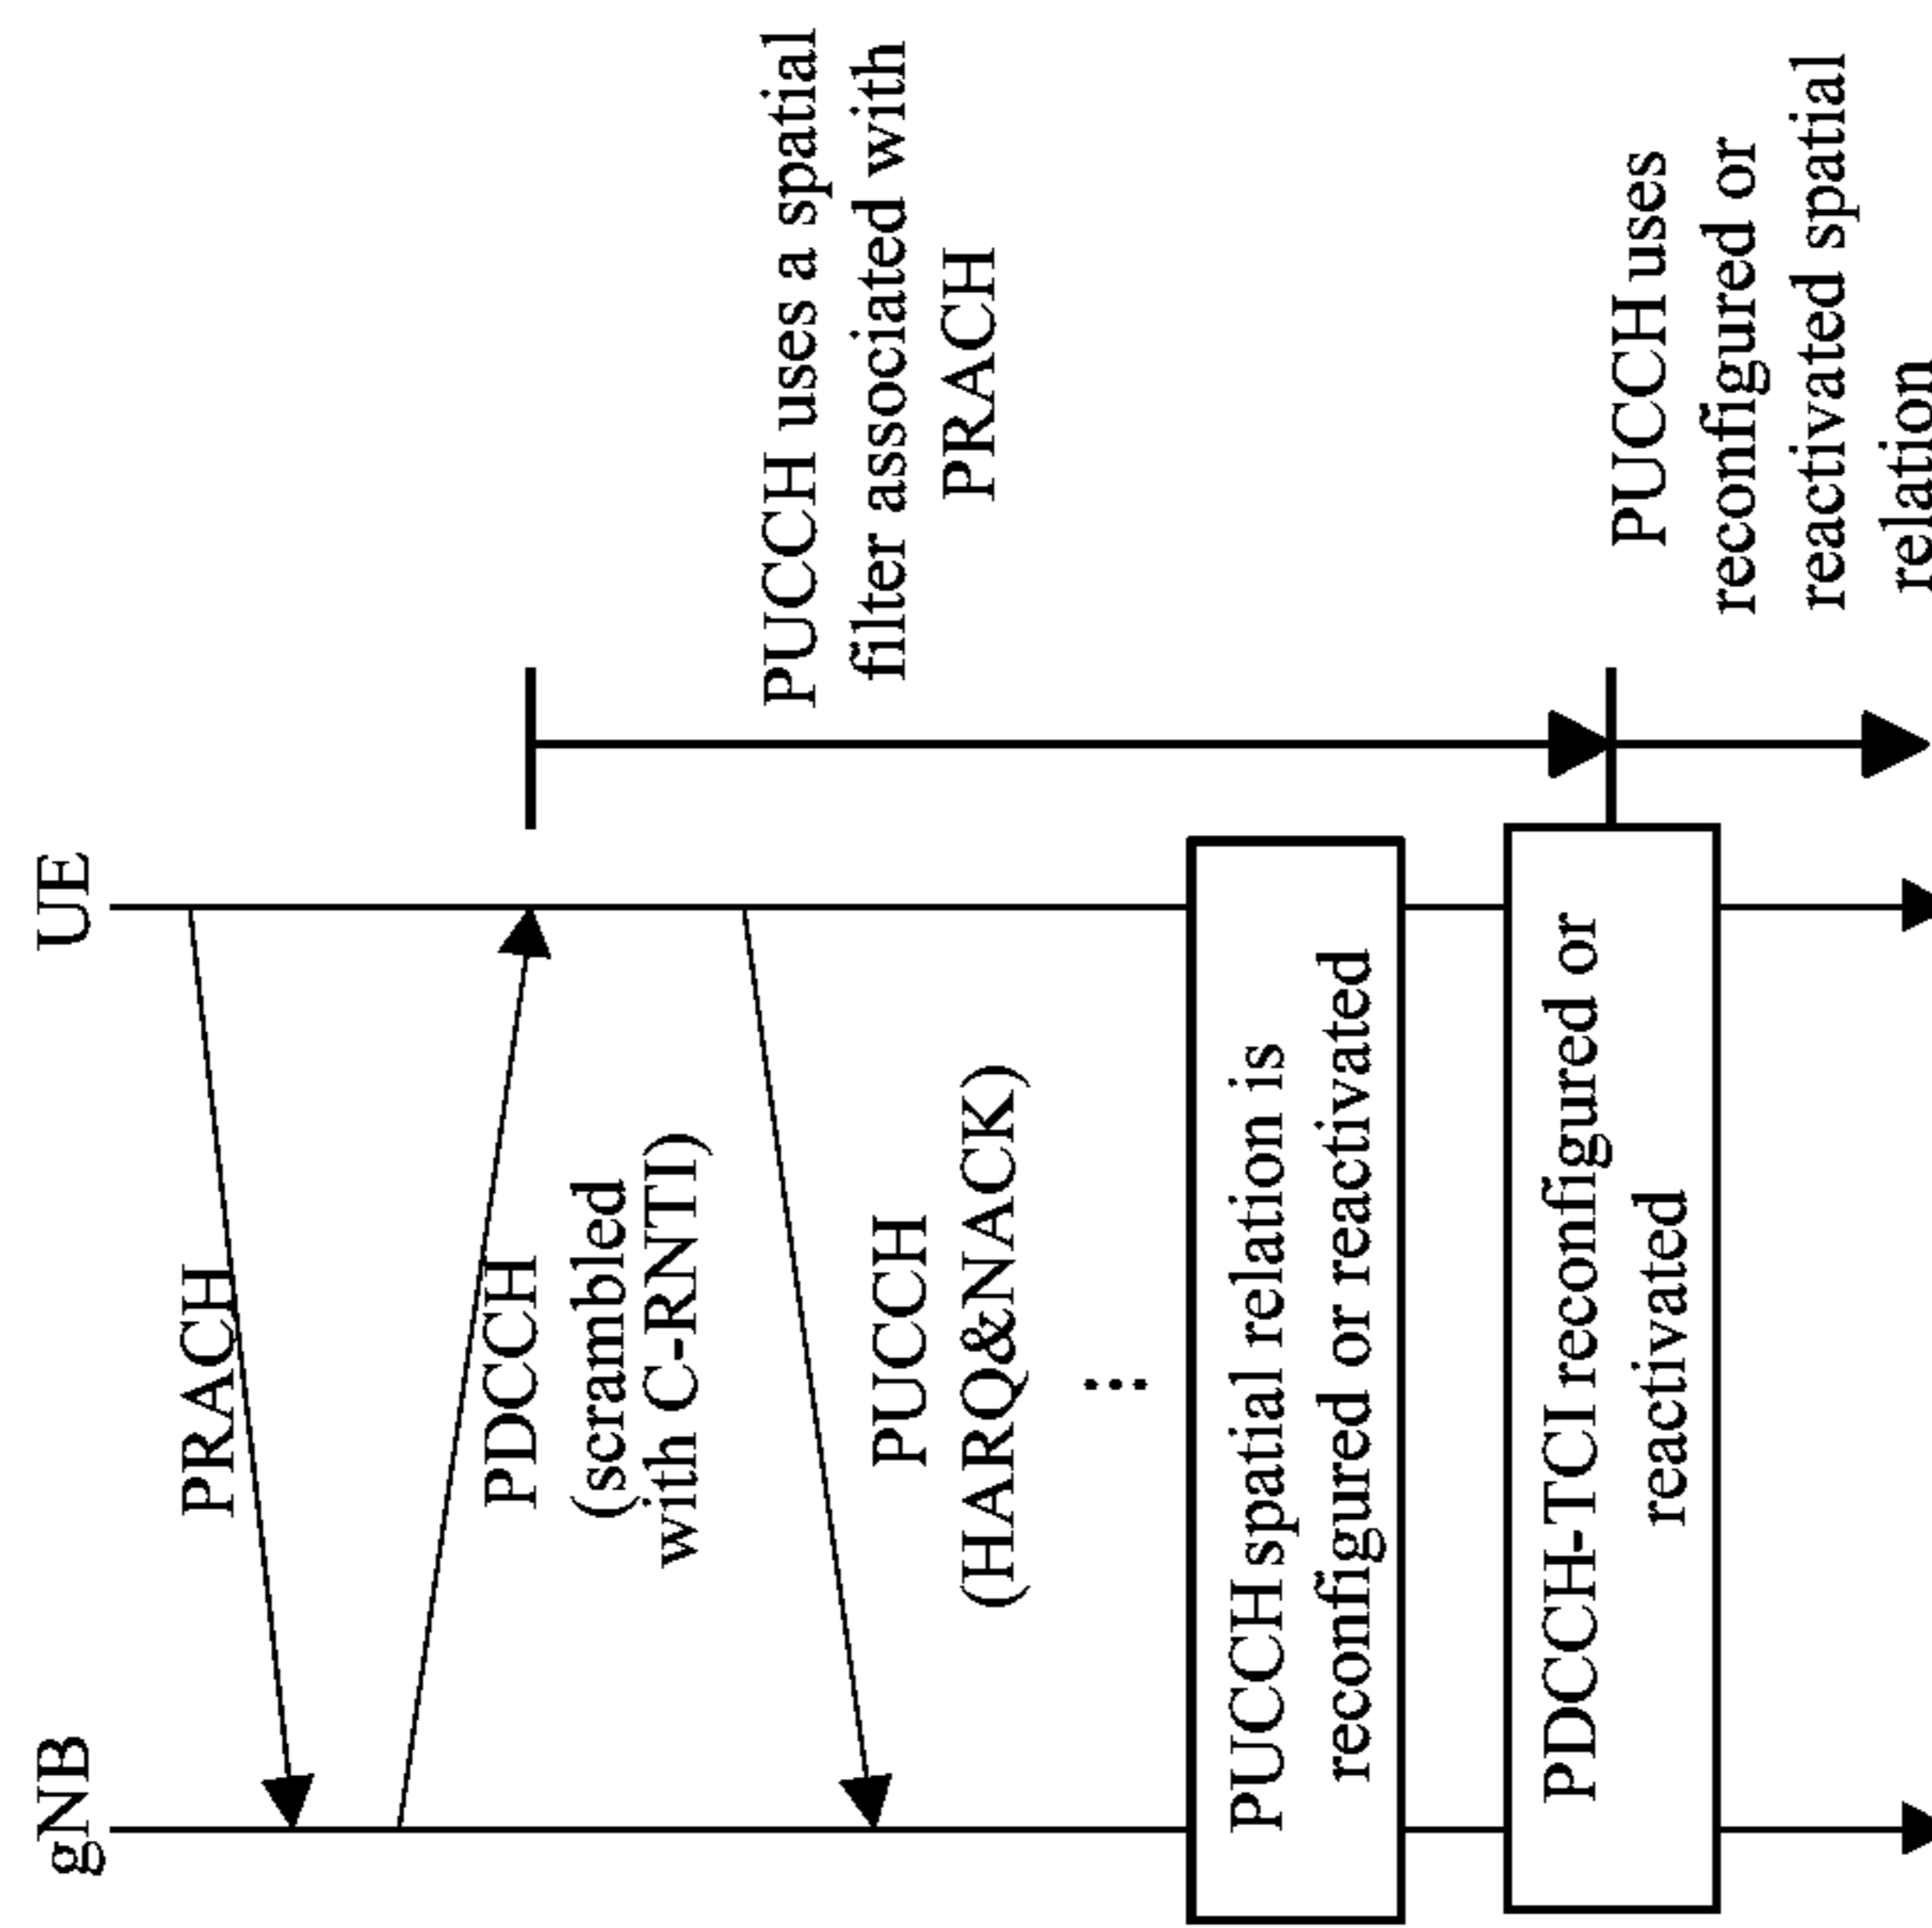 gNB
UE
PRACH
PDCCH
(scrambled
with C-RNTI)
PUCCH
(HARQ&NACK)
PUCCH spatial relation is
reconfigured or reactivated
PDCCH-TCI reconfigured or
reactivated
PUCCH uses a spatial
filter associated with
PRACH
PUCCH uses
reconfigured or
reactivated spatial
relation